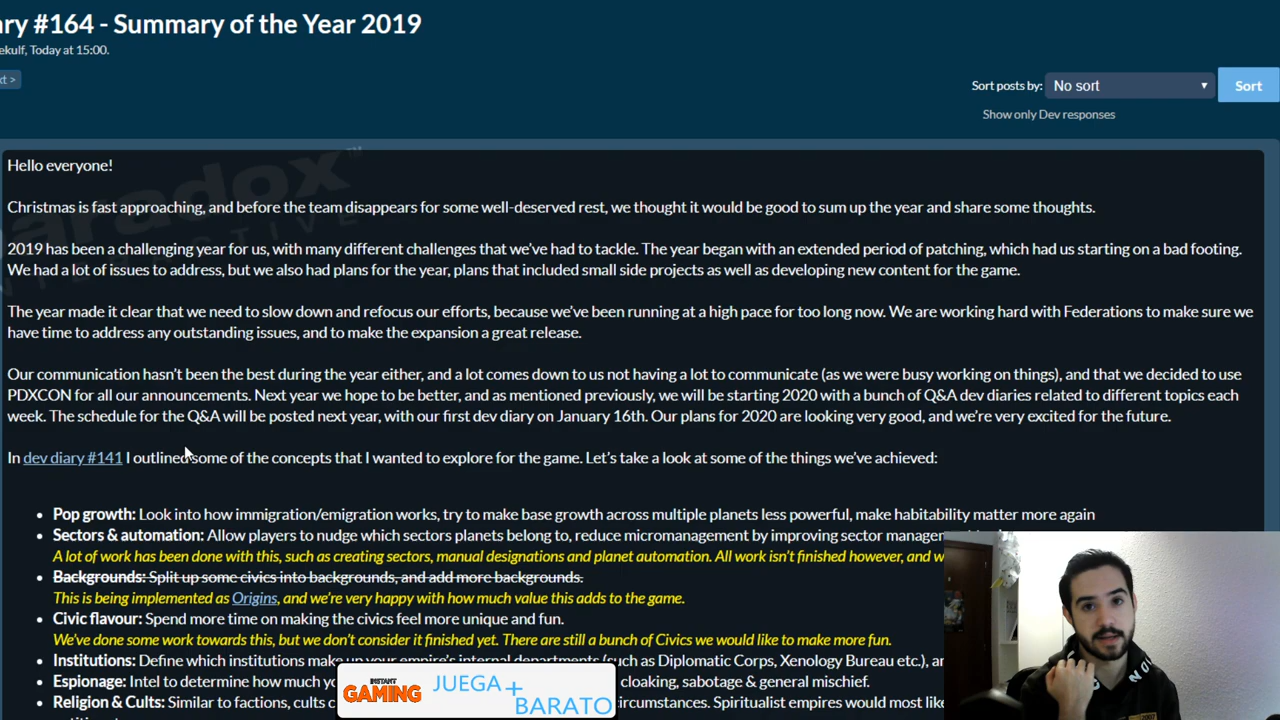 ary #164 - Summary of the Year 2019
ekulf, Today at 15:00.
xt >
Sort posts by: No sort Sort
Show only Dev responses
paradox™
INTERACTIVE
Hello everyone!
Christmas is fast approaching, and before the team disappears for some well-deserved rest, we thought it would be good to sum up the year and share some thoughts.
2019 has been a challenging year for us, with many different challenges that we've had to tackle. The year began with an extended period of patching, which had us starting on a bad footing.
We had a lot of issues to address, but we also had plans for the year, plans that included small side projects as well as developing new content for the game.
The year made it clear that we need to slow down and refocus our efforts, because we've been running at a high pace for too long now. We are working hard with Federations to make sure we
have time to address any outstanding issues, and to make the expansion a great release.
Our communication hasn't been the best during the year either, and a lot comes down to us not having a lot to communicate (as we were busy working on things), and that we decided to use
PDXCON for all our announcements. Next year we hope to be better, and as mentioned previously, we will be starting 2020 with a bunch of Q&A dev diaries related to different topics each
week. The schedule for the Q&A will be posted next year, with our first dev diary on January 16th. Our plans for 2020 are looking very good, and we're very excited for the future.
In dev diary #141 I outlined some of the concepts that I wanted to explore for the game. Let's take a look at some of the things we've achieved:
• Pop growth: Look into how immigration/emigration works, try to make base growth across multiple planets less powerful, make habitability matter more again
• Sectors & automation: Allow players to nudge which sectors planets belong to, reduce micromanagement by improving sector manager
A lot of work has been done with this, such as creating sectors, manual designations and planet automation. All work isn't finished however, and w
• Backgrounds: Split up some civics into backgrounds, and add more backgrounds.
This is being implemented as Origins, and we're very happy with how much value this adds to the game.
• Civic flavour: Spend more time on making the civics feel more unique and fun.
We've done some work towards this, but we don't consider it finished yet. There are still a bunch of Civics we would like to make more fun.
• Institutions: Define which institutions make up your empire's internal departments (such as Diplomatic Corps, Xenology Bureau etc.), an
• Espionage: Intel to determine how much yo cloaking, sabotage & general mischief.
• Religion & Cults: Similar to factions, cults c ircumstances. Spiritualist empires would most like
INSTANT GAMING JUEGA + BARATO